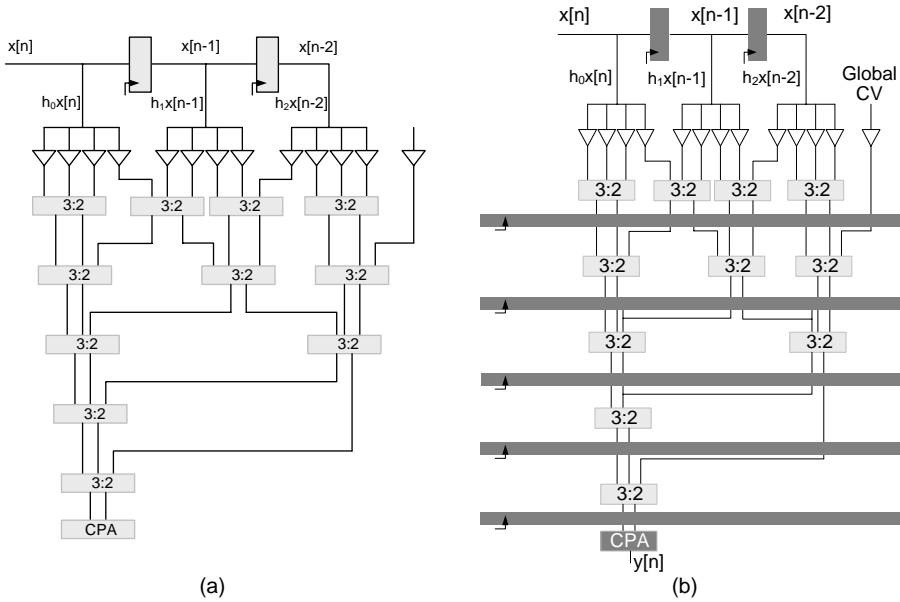 x[n]
x[n-1]
x[n-2]
h0x[n]
h1x[n-1]
h2x[n-2]
3:2
3:2
3:2
3:2
3:2
3:2
3:2
3:2
3:2
3:2
3:2
CPA
(a)
x[n]
x[n-1]
x[n-2]
h0x[n]
h1x[n-1]
h2x[n-2]
Global
CV
3:2
3:2
3:2
3:2
3:2
3:2
3:2
3:2
3:2
3:2
3:2
CPA
y[n]
(b)